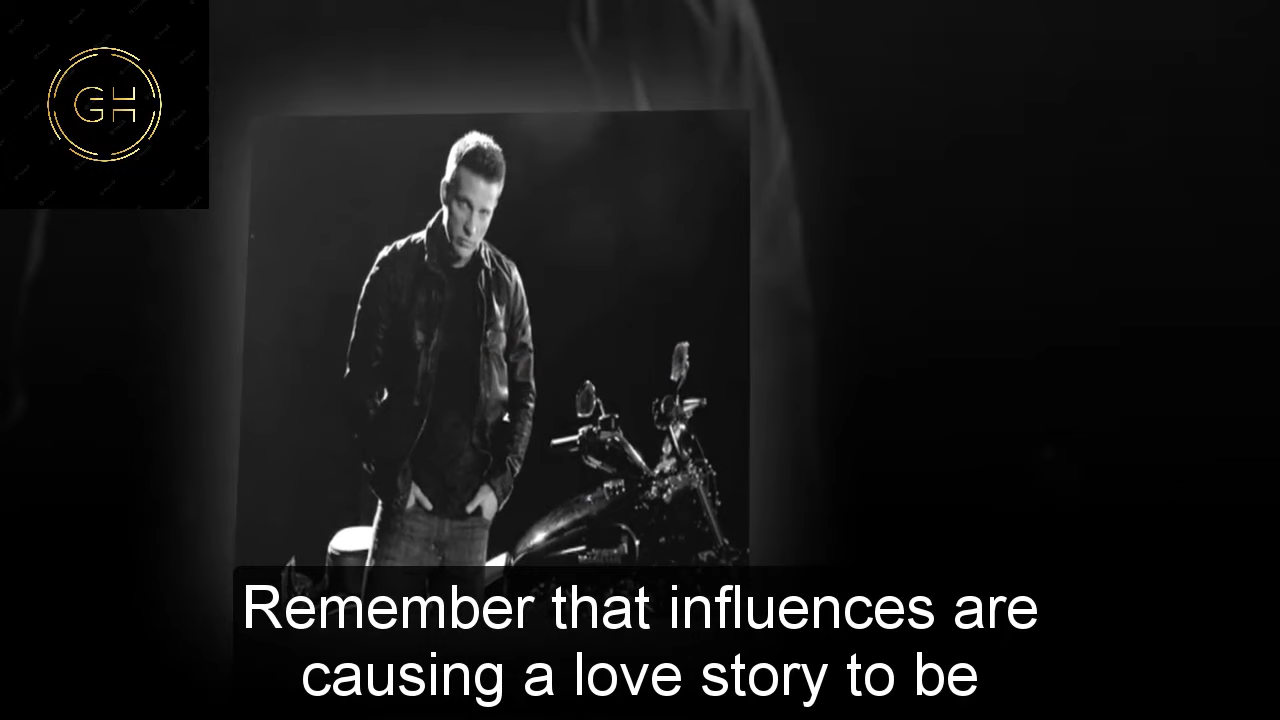 GH
Remember that influences are
causing a love story to be